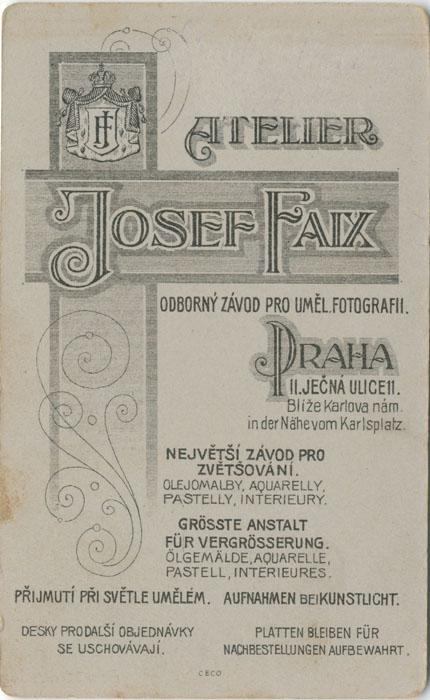 JF
ATELIER
JOSEF FAIX
ODBORNÝ ZÁVOD PRO UMĚL. FOTOGRAFII.
PRAHA
II. JEČNÁ ULICE 11.
Blíže Karlova nám.
in der Nähe vom Karlsplatz.
NEJVĚTŠÍ ZÁVOD PRO
ZVĚTŠOVÁNÍ.
OLEJOMALBY, AQUARELLY,
PASTELLY, INTERIEURY.
GRÖSSTE ANSTALT
FÜR VERGRÖSSERUNG.
ÖLGEMÄLDE, AQUARELLE,
PASTELL, INTERIEURES.
PŘIJMUTÍ PŘI SVĚTLE UMĚLÉM. AUFNAHMEN BEI KUNSTLICHT.
DESKY PRO DALŠÍ OBJEDNÁVKY
SE USCHOVÁVAJÍ.
PLATTEN BLEIBEN FÜR
NACHBESTELLUNGEN AUFBEWAHRT.
CECO